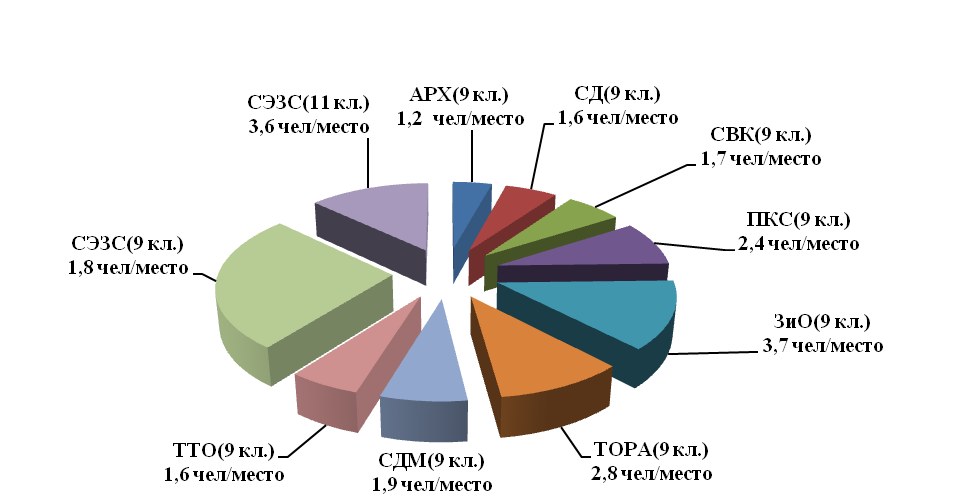 СЭЗС(11 кл.)
3,6 чел/место
АРХ(9 кл.)
1,2 чел/место
СД(9 кл.)
1,6 чел/место
СВК(9 кл.)
1,7 чел/место
ПКС(9 кл.)
2,4 чел/место
ЗиО(9 кл.)
3,7 чел/место
ТОРА(9 кл.)
2,8 чел/место
СДМ(9 кл.)
1,9 чел/место
ТТО(9 кл.)
1,6 чел/место
СЭЗС(9 кл.)
1,8 чел/место